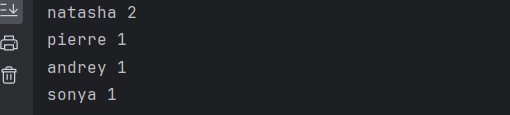 natasha 2
pierre 1
andrey 1
sonya 1